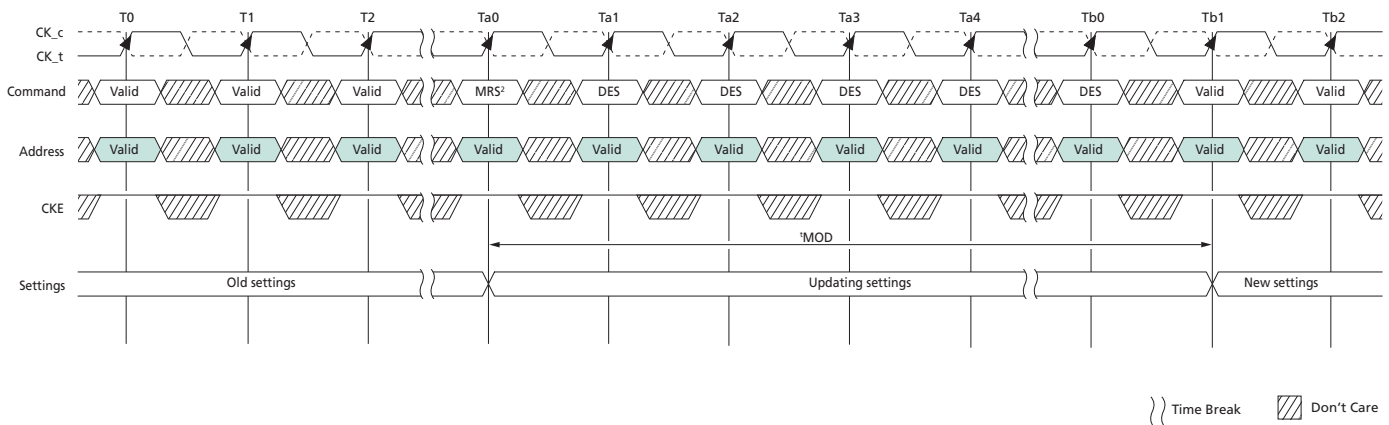 T0 T1 T2 Ta0 Ta1 Ta2 Ta3 Ta4 Tb0 Tb1 Tb2
CK_c
CK_t
Command Valid Valid Valid MRS² DES DES DES DES DES Valid Valid
Address Valid Valid Valid Valid Valid Valid Valid Valid Valid Valid Valid
CKE
tMOD
Settings Old settings Updating settings New settings
Time Break Don't Care